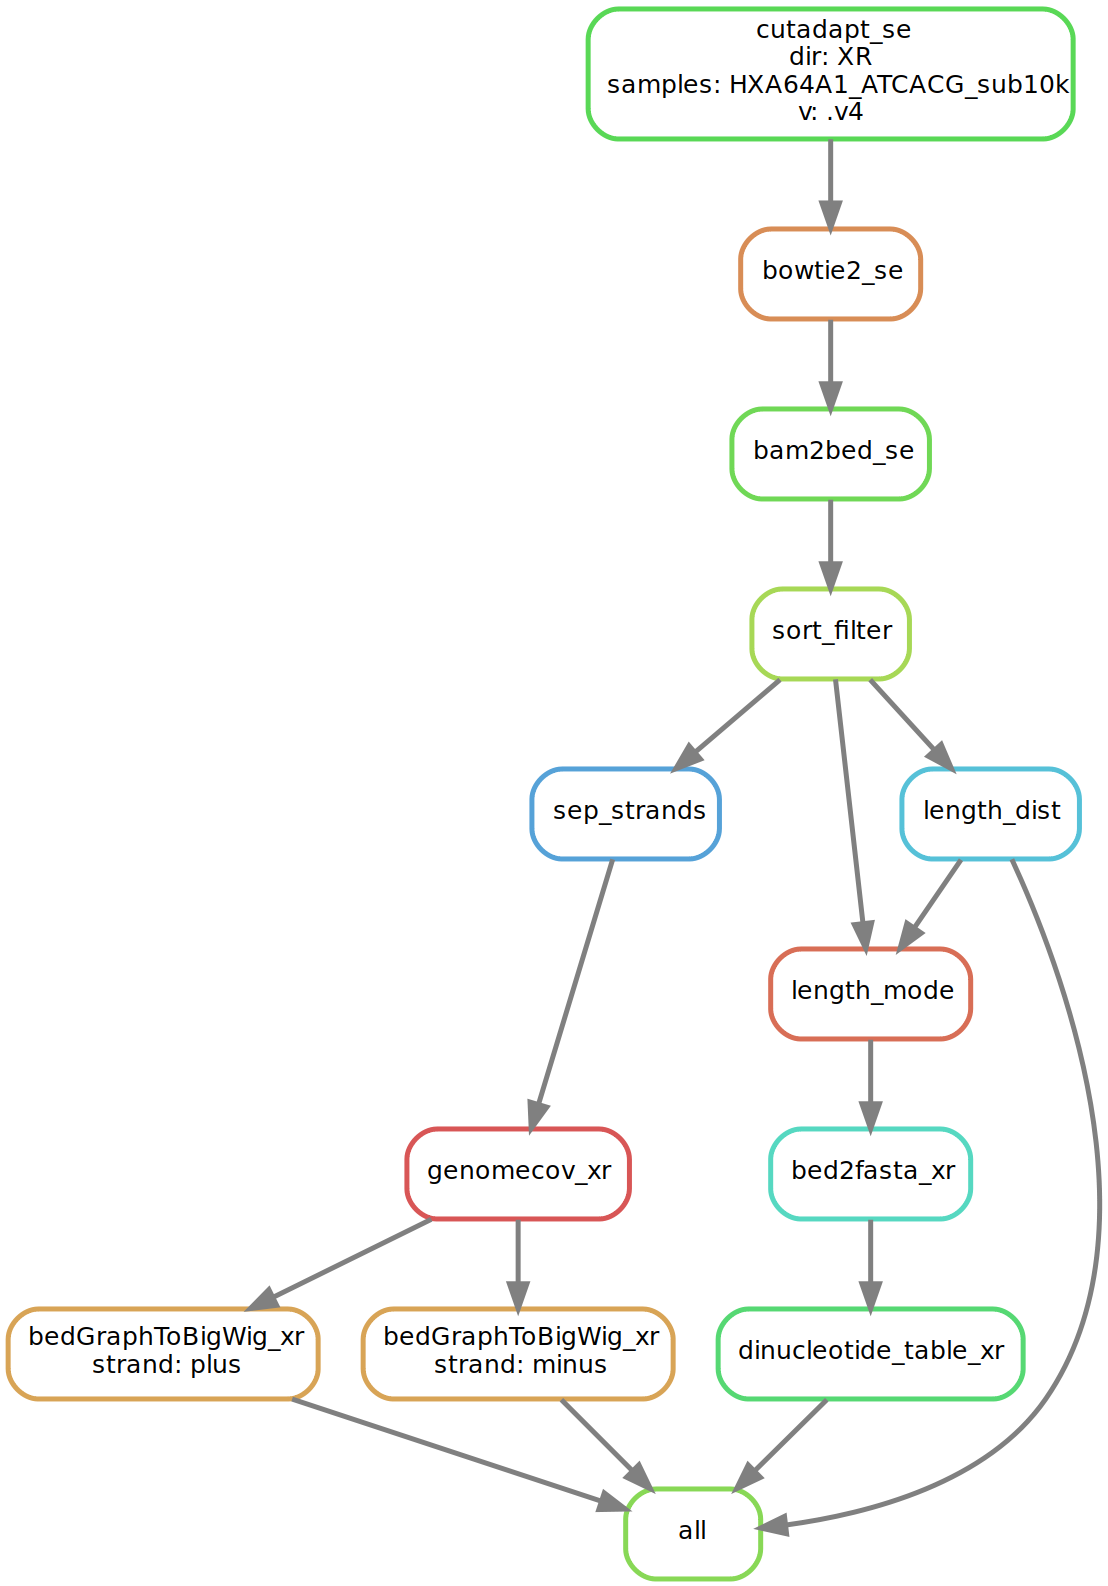 cutadapt_se
dir: XR
samples: HXA64A1_ATCACG_sub10k
v: .v4
bowtie2_se
bam2bed_se
sort_filter
sep_strands
length_dist
length_mode
genomecov_xr
bed2fasta_xr
bedGraphToBigWig_xr
strand: plus
bedGraphToBigWig_xr
strand: minus
dinucleotide_table_xr
all